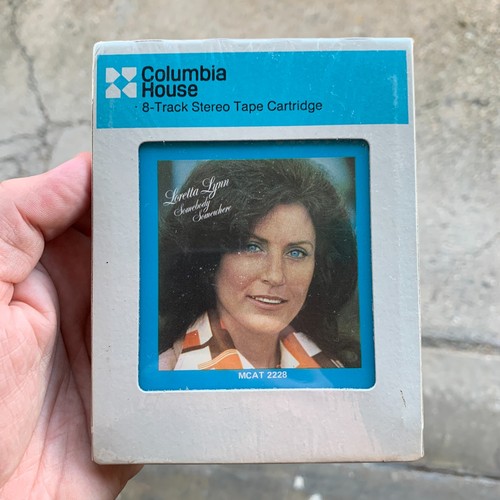 Columbia
House
8-Track Stereo Tape Cartridge
Loretta Lynn
Somebody
Somewhere
MCAT 2228